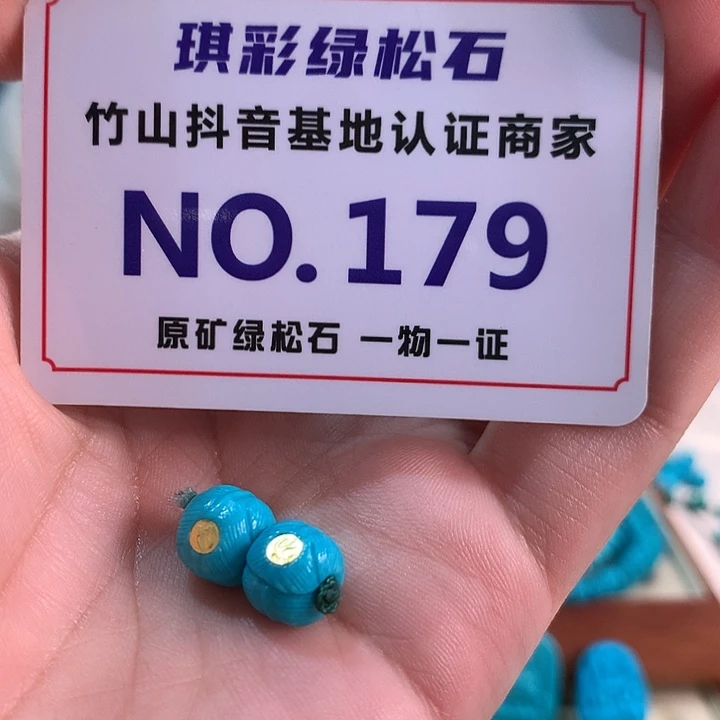 琪彩绿松石
竹山抖音基地认证商家
NO.179
原矿绿松石 一物一证